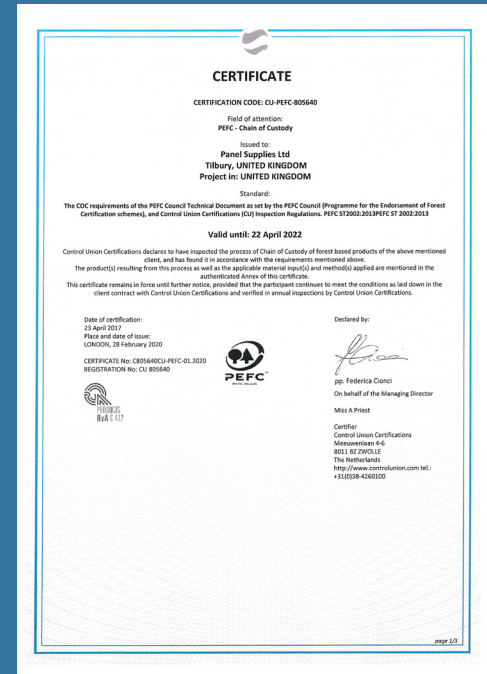 CERTIFICATE
CERTIFICATION CODE: CU-PEFC-805640
Field of attention:
PEFC - Chain of Custody
Issued to:
Panel Supplies Ltd
Tilbury, UNITED KINGDOM
Project in: UNITED KINGDOM
Standard:
The COC requirements of the PEFC Council Technical Document as set by the PEFC Council (Programme for the Endorsement of Forest
Certification schemes), and Control Union Certifications (CU) Inspection Regulations. PEFC ST2002:2013PEFC ST 2002:2013
Valid until: 22 April 2022
Control Union Certifications declares to have inspected the process of Chain of Custody of forest based products of the above mentioned
client, and has found it in accordance with the requirements mentioned above.
The product(s) resulting from this process as well as the applicable material input(s) and method(s) applied are mentioned in the
authenticated Annex of this certificate.
This certificate remains in force until further notice, provided that the participant continues to meet the conditions as laid down in the
client contract with Control Union Certifications and verified in annual inspections by Control Union Certifications.
Date of certification:
23 April 2017
Place and date of issue:
LONDON, 28 February 2020
CERTIFICATE No: C805640CU-PEFC-01.2020
REGISTRATION No: CU 805640
PRODUCTS
RvA C 412
PEFC™
Declared by:
pp. Federica Cionci
On behalf of the Managing Director
Miss A Priest
Certifier
Control Union Certifications
Meeuwenlaan 4-6
8011 BZ ZWOLLE
The Netherlands
http://www.controlunion.com tel.:
+31(0)38-4260100
page 1/3